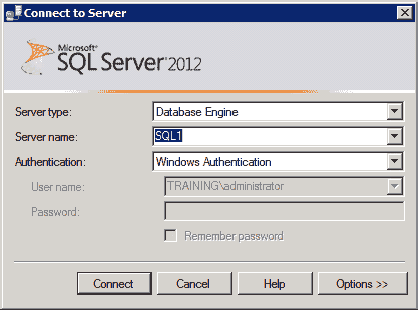 Connect to Server
Microsoft®
SQL Server® 2012
Server type: Database Engine
Server name: SQL1
Authentication: Windows Authentication
User name: TRAINING\administrator
Password:
Remember password
Connect Cancel Help Options >>